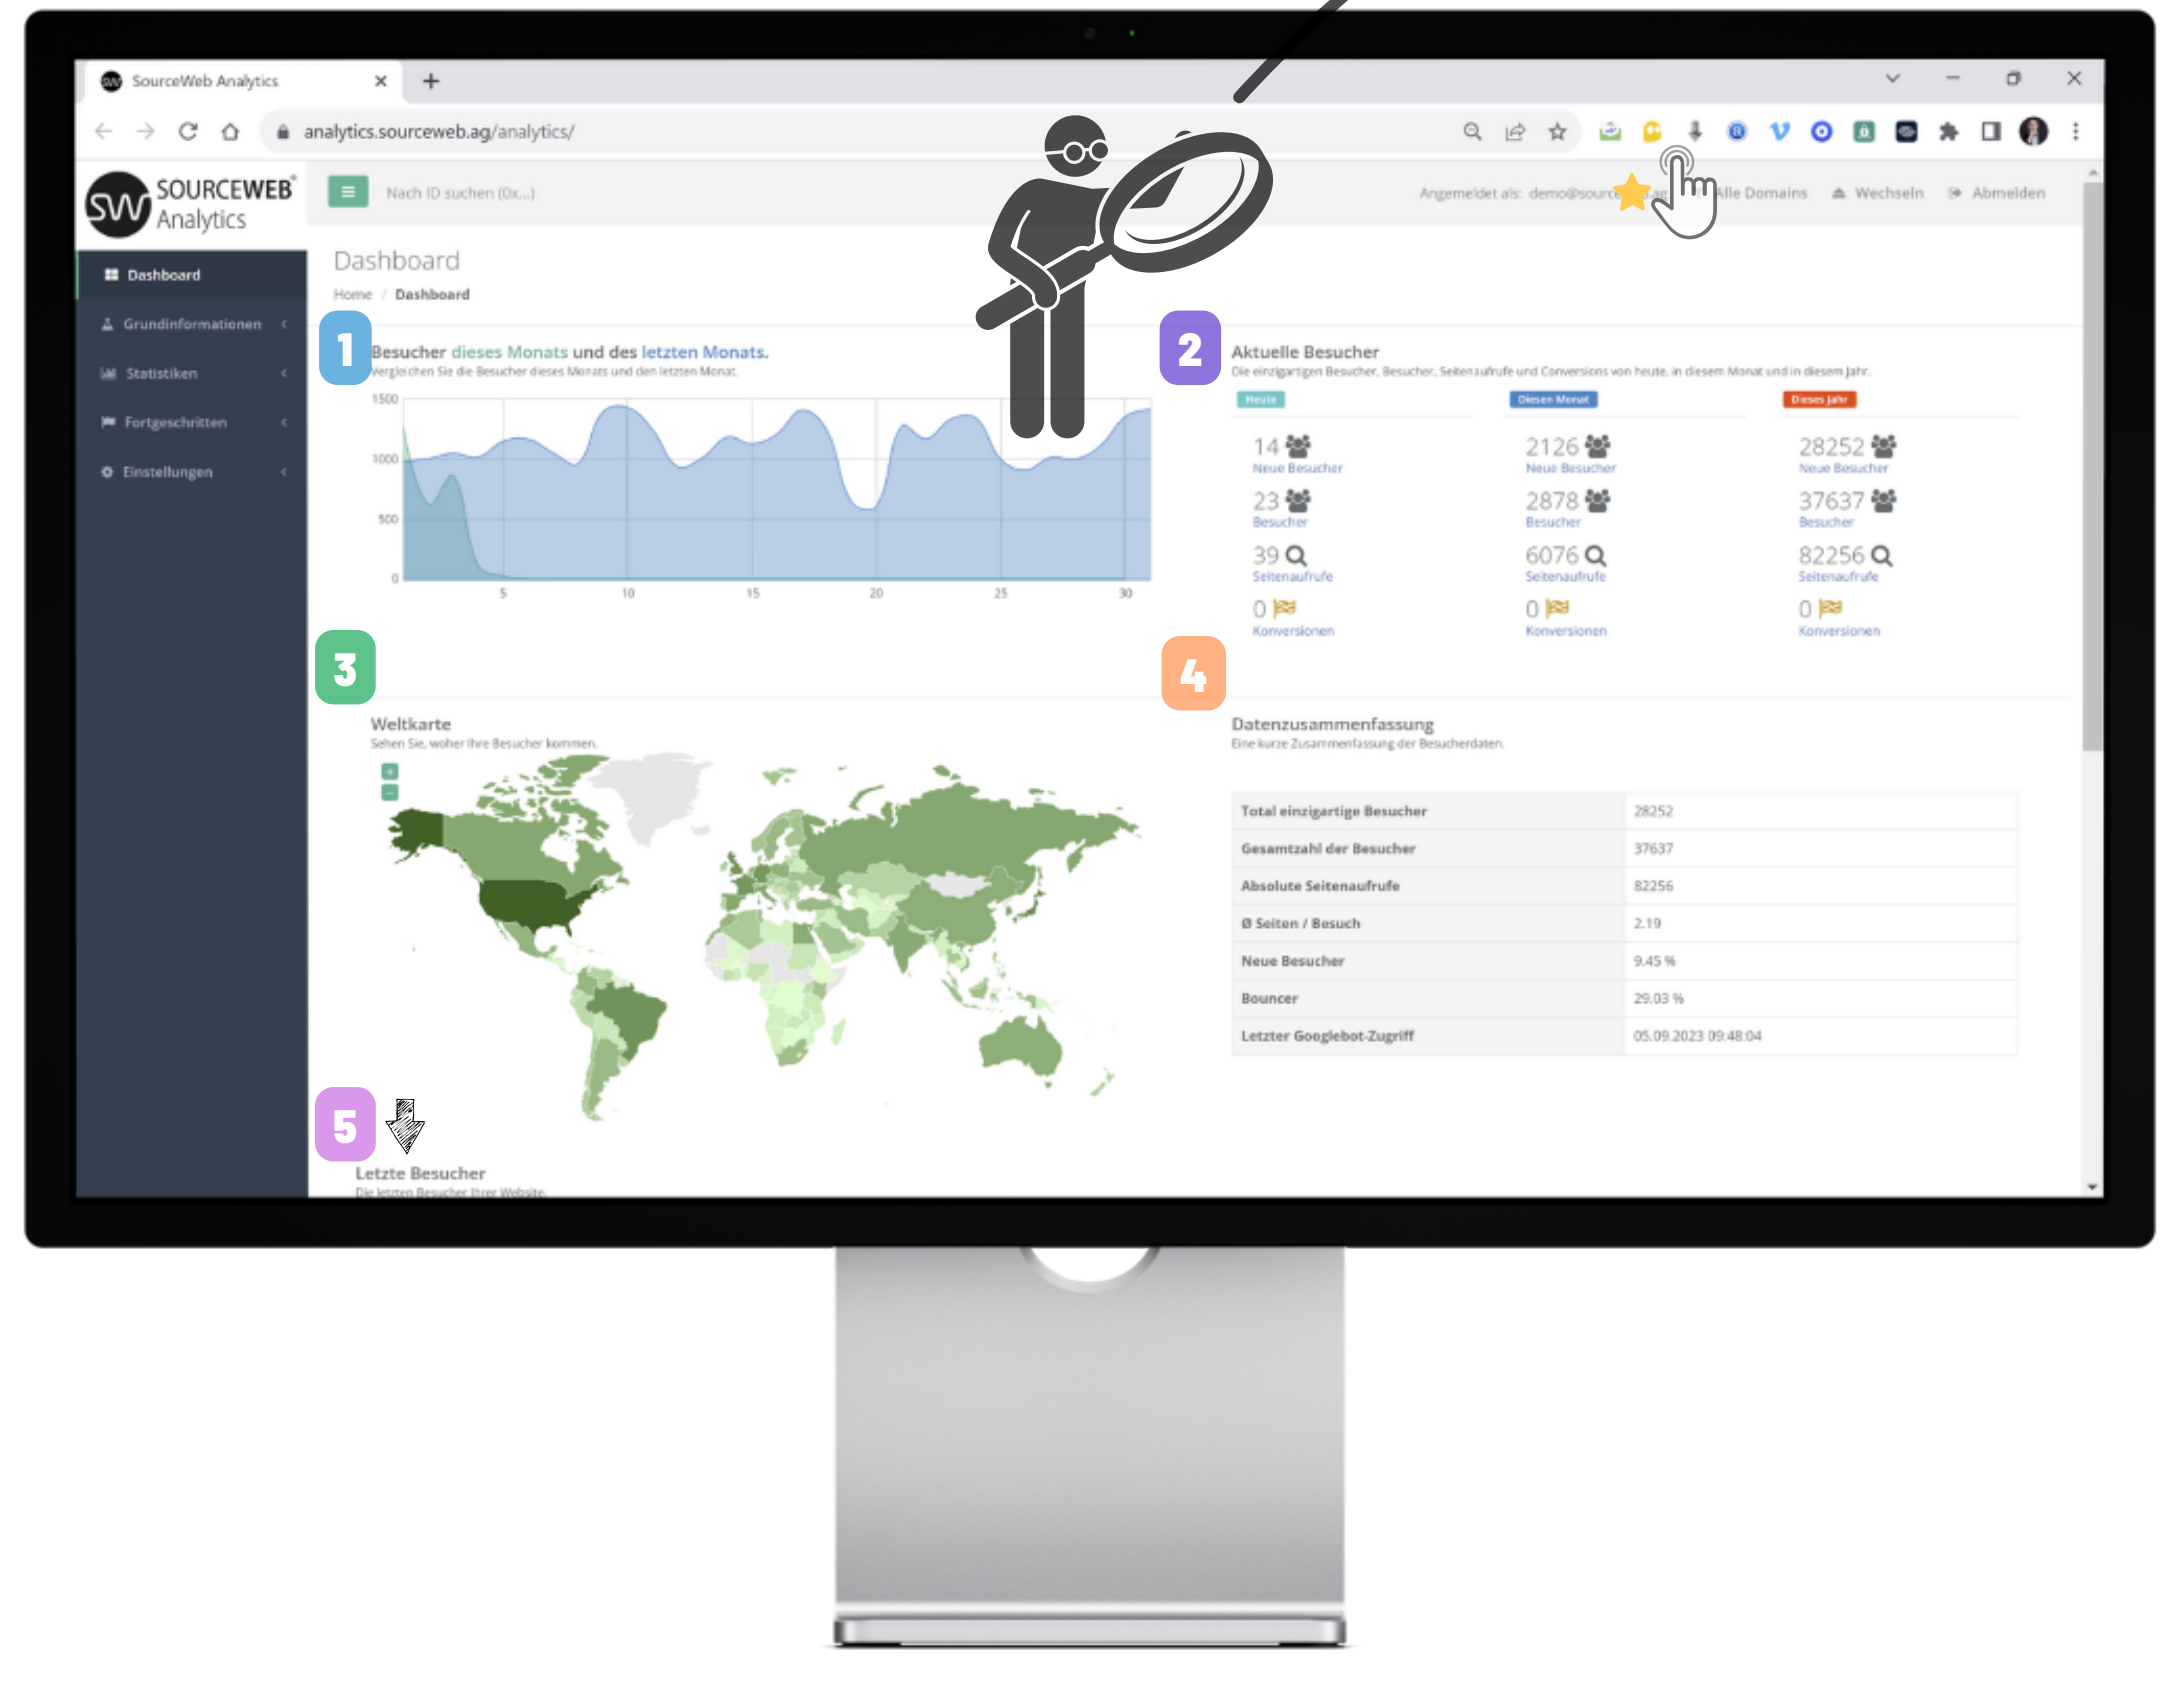 SourceWeb Analytics
analytics.sourceweb.ag/analytics/
SW SOURCEWEB®
Analytics
Nach ID suchen (0x...)
Angemeldet als: demo@source
Alle Domains
Wechseln
Abmelden
Dashboard
Grundinformationen
Statistiken
Fortgeschritten
Einstellungen
Dashboard
Home / Dashboard
1
Besucher dieses Monats und des letzten Monats.
Vergleichen Sie die Besucher dieses Monats und den letzten Monat.
1500
1000
500
0
5 10 15 20 25 30
2
Aktuelle Besucher
Die einzigartigen Besucher, Besucher, Seitenaufrufe und Conversions von heute, in diesem Monat und in diesem Jahr.
Heute Diesen Monat Dieses Jahr
14 2126 28252
Neue Besucher Neue Besucher Neue Besucher
23 2878 37637
Besucher Besucher Besucher
39 6076 82256
Seitenaufrufe Seitenaufrufe Seitenaufrufe
0 0 0
Konversionen Konversionen Konversionen
3
Weltkarte
Sehen Sie, woher Ihre Besucher kommen.
4
Datenzusammenfassung
Eine kurze Zusammenfassung der Besucherdaten.
Total einzigartige Besucher 28252
Gesamtzahl der Besucher 37637
Absolute Seitenaufrufe 82256
Ø Seiten / Besuch 2.19
Neue Besucher 9.45 %
Bouncer 29.03 %
Letzter Googlebot-Zugriff 05.09.2023 09:48:04
5
Letzte Besucher
Die letzten Besucher Ihrer Website.